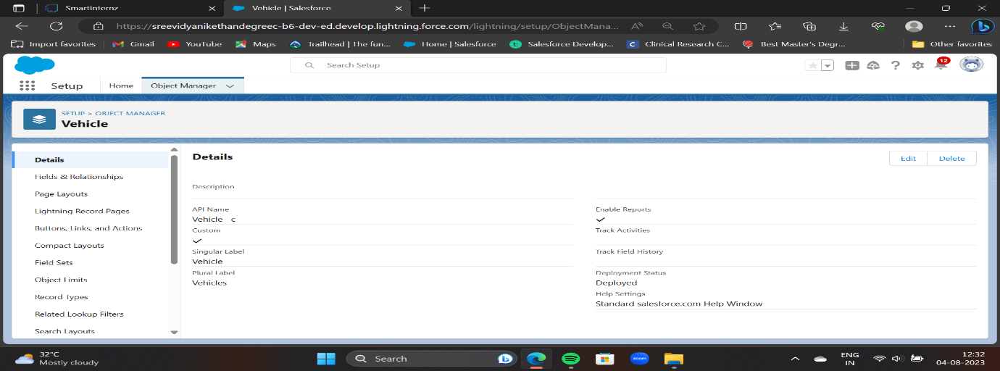 Smartinternz
Vehicle | Salesforce
https://sreevidyanikethandegreec-b6-dev-ed.develop.lightning.force.com/lightning/setup/ObjectMana...
Import favorites Gmail YouTube Maps Trailhead | The fun... Home | Salesforce Salesforce Develop... Clinical Research C... Best Master's Degr... Other favorites
Search Setup
12
Setup Home Object Manager
SETUP > OBJECT MANAGER
Vehicle
Details
Fields & Relationships
Page Layouts
Lightning Record Pages
Buttons, Links, and Actions
Compact Layouts
Field Sets
Object Limits
Record Types
Related Lookup Filters
Search Layouts
Details
Edit Delete
Description
API Name
Vehicle__c
Custom
Singular Label
Vehicle
Plural Label
Vehicles
Enable Reports
Track Activities
Track Field History
Deployment Status
Deployed
Help Settings
Standard salesforce.com Help Window
32°C
Mostly cloudy
Search
zoom
ENG
IN
12:32
04-08-2023